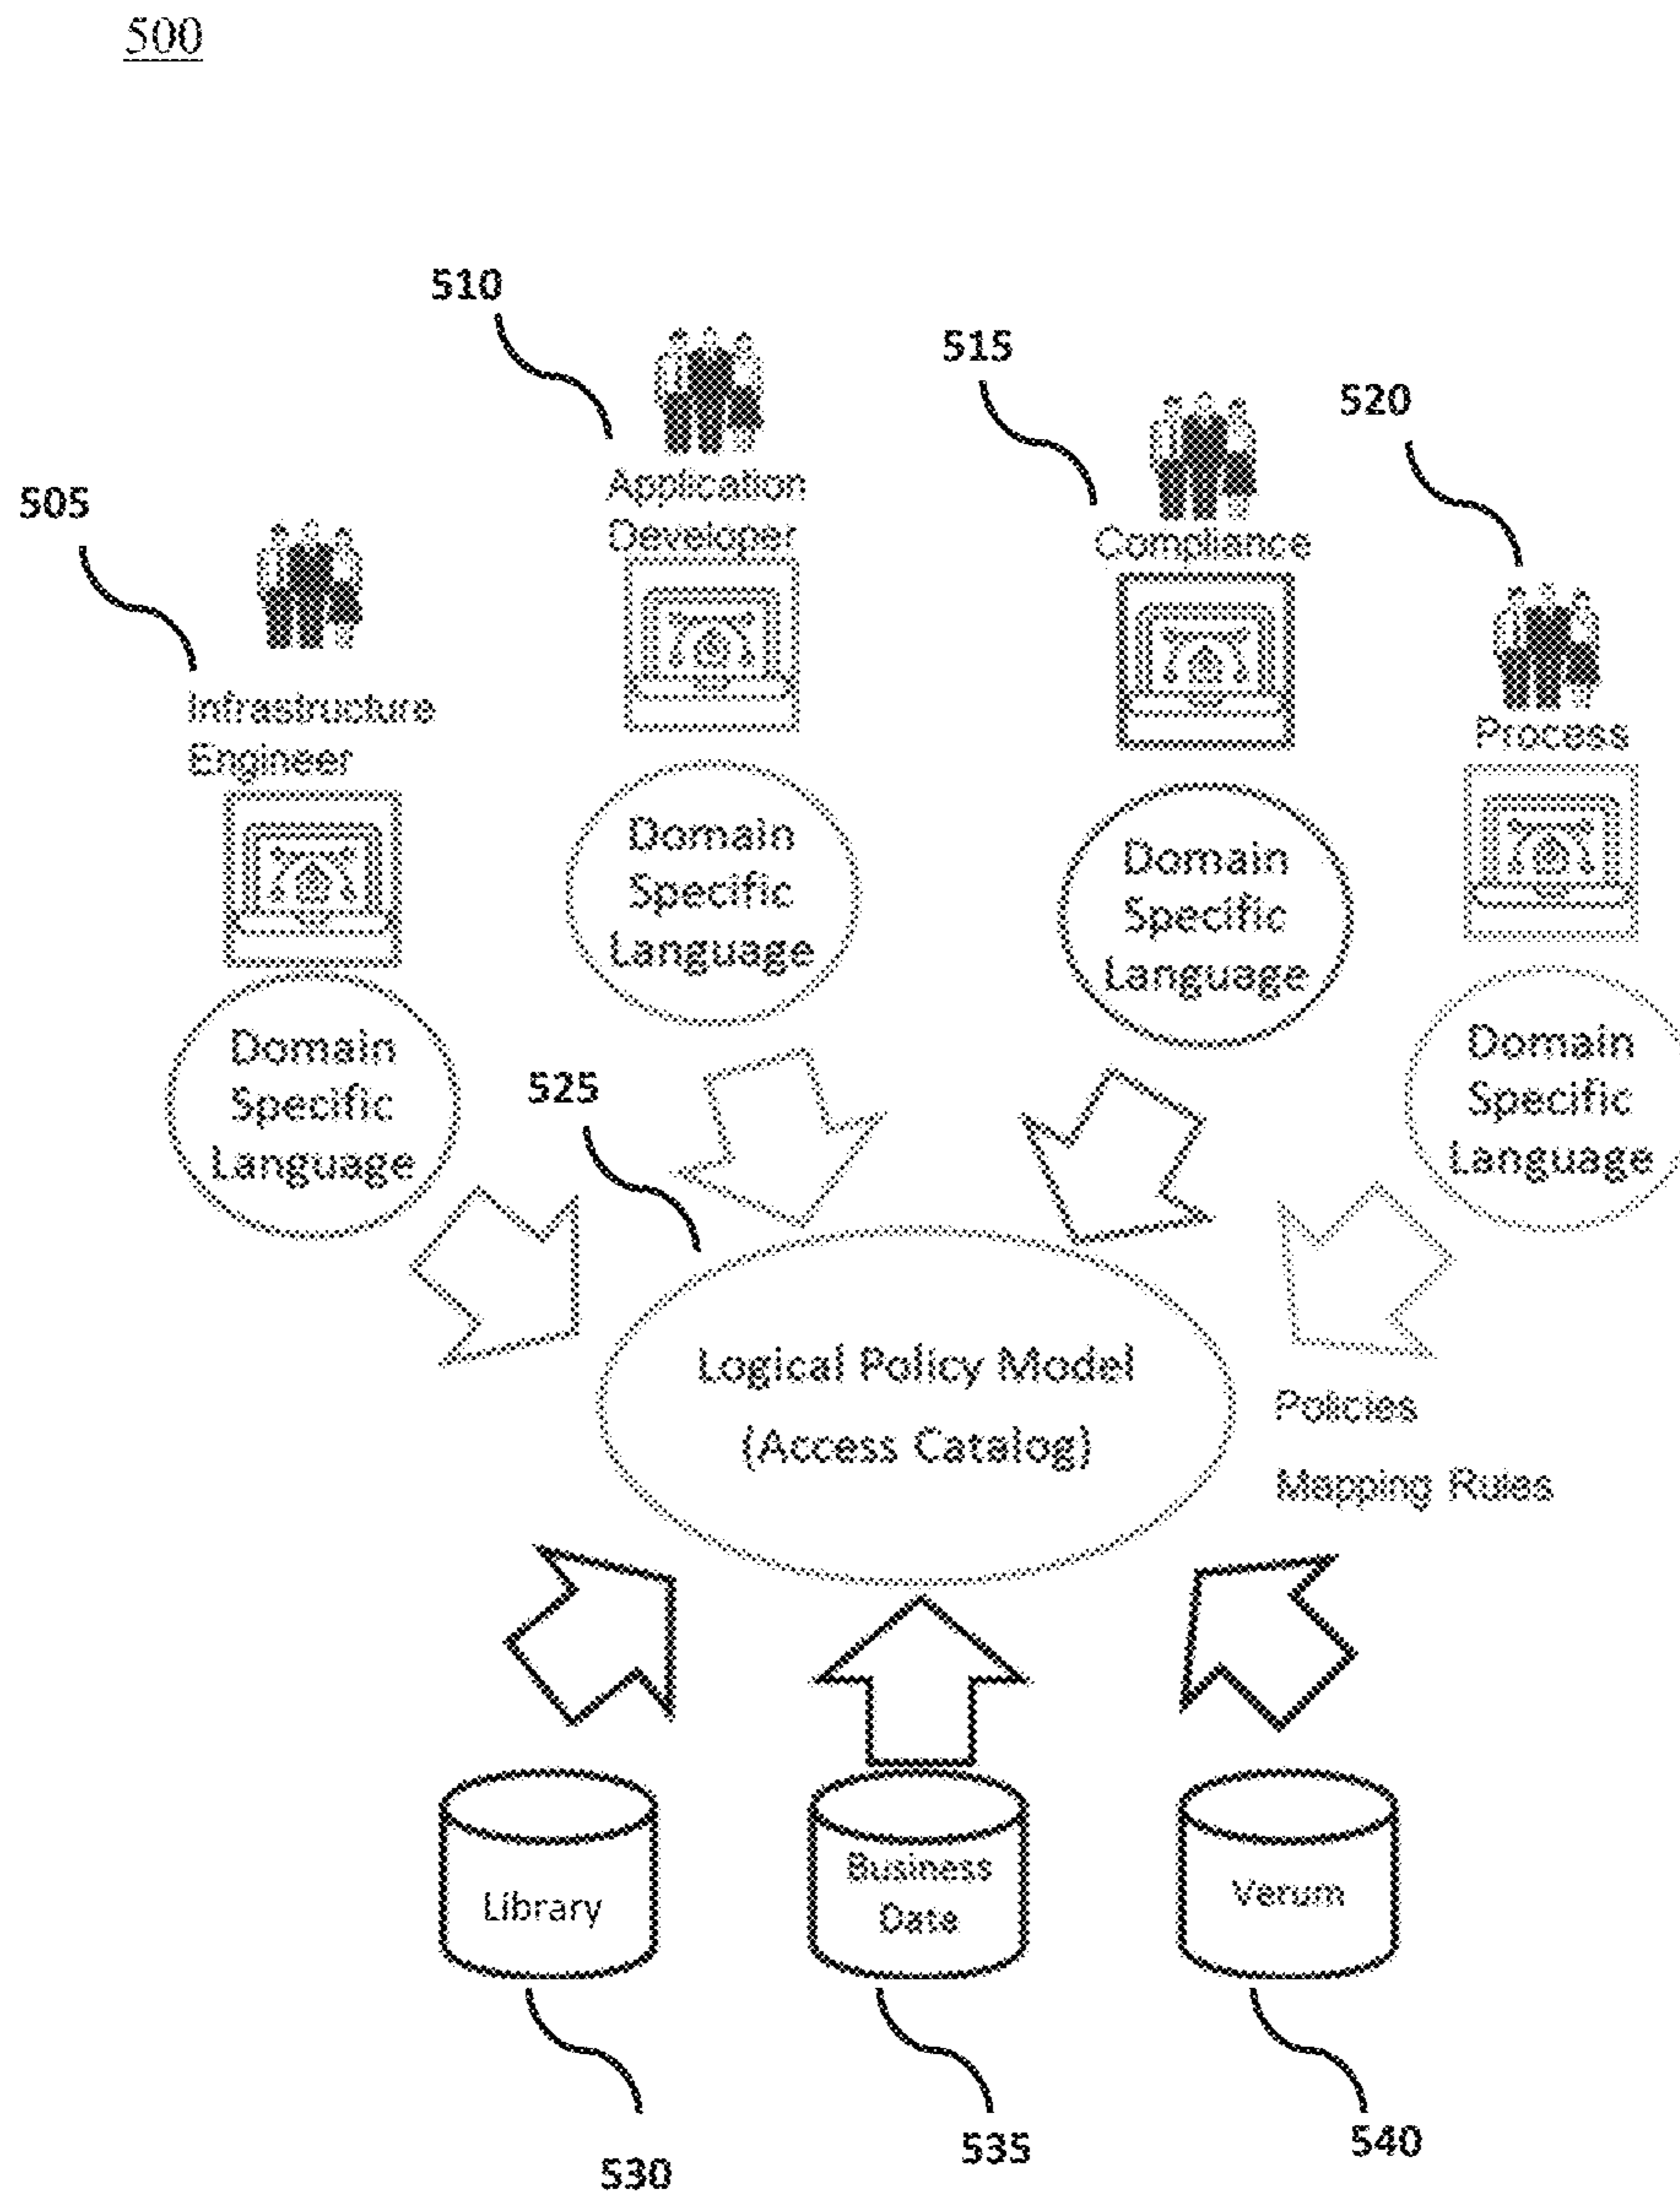 500
510
515
520
505
Application
Developer
Compliance
Process
Infrastructure
Engineer
Domain
Specific
Language
Domain
Specific
Language
Domain
Specific
Language
Domain
Specific
Language
525
Logical Policy Model
(Access Catalog)
Policies
Mapping Rules
Library
Business
Data
Verum
530
535
540